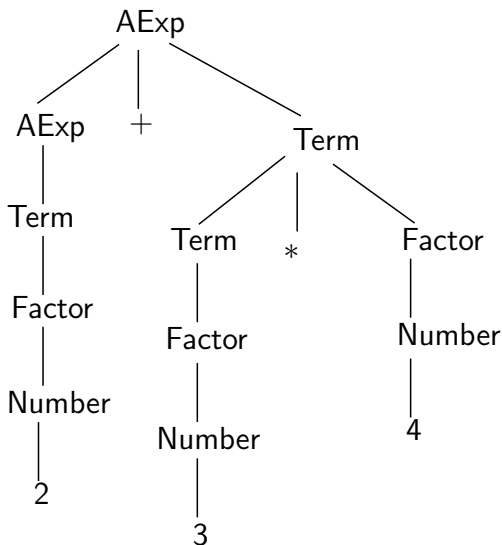 AExp
AExp + Term
Term Term * Factor
Factor Factor Number
Number Number 4
2 3